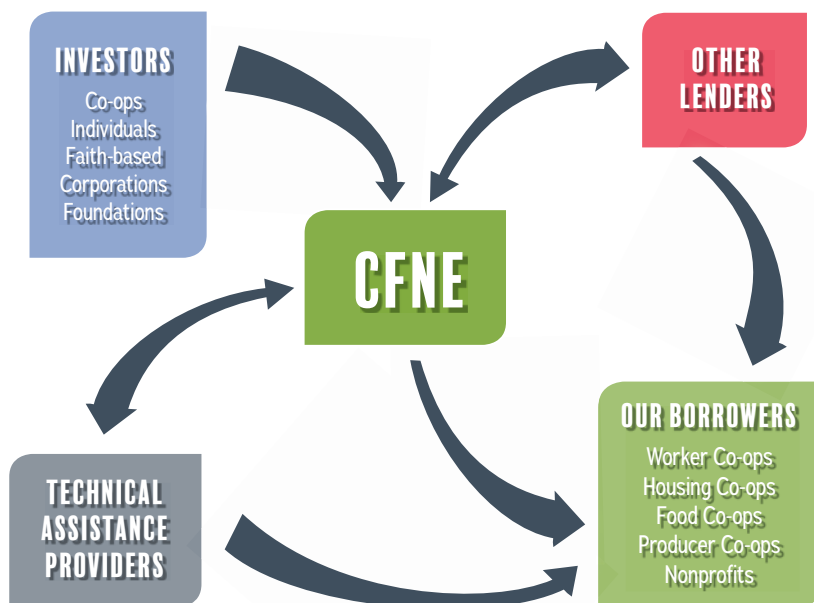 INVESTORS
Co-ops
Individuals
Faith-based
Corporations
Foundations
OTHER
LENDERS
CFNE
TECHNICAL
ASSISTANCE
PROVIDERS
OUR BORROWERS
Worker Co-ops
Housing Co-ops
Food Co-ops
Producer Co-ops
Nonprofits